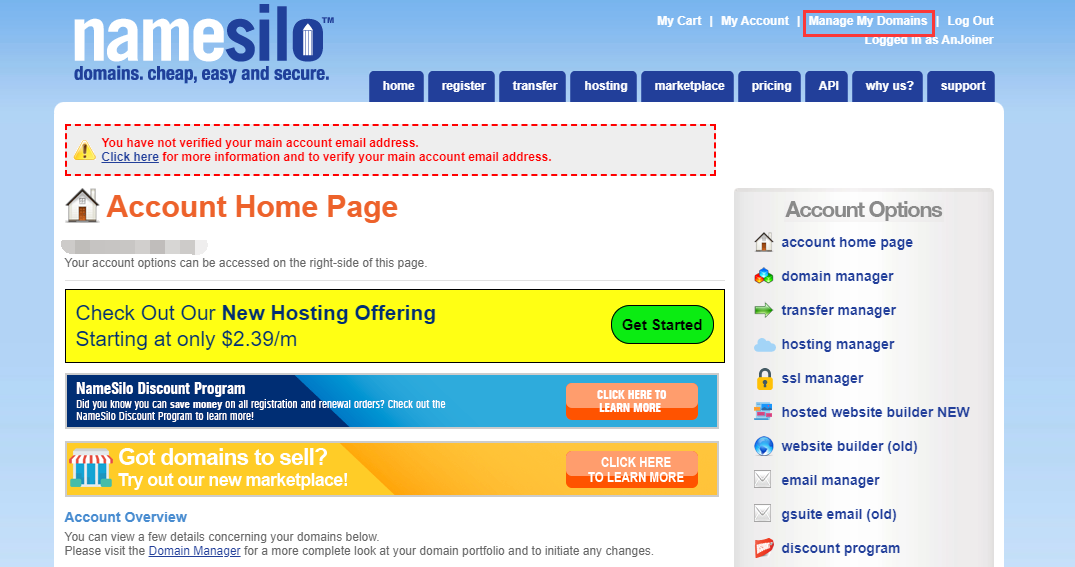 namesilo™
domains. cheap, easy and secure.
My Cart | My Account | Manage My Domains | Log Out
Logged in as AnJoiner
home register transfer hosting marketplace pricing API why us? support
You have not verified your main account email address.
Click here for more information and to verify your main account email address.
Account Home Page
Your account options can be accessed on the right-side of this page.
Check Out Our New Hosting Offering
Starting at only $2.39/m
Get Started
NameSilo Discount Program
Did you know you can save money on all registration and renewal orders? Check out the
NameSilo Discount Program to learn more!
CLICK HERE TO
LEARN MORE
Got domains to sell?
Try out our new marketplace!
CLICK HERE
TO LEARN MORE
Account Overview
You can view a few details concerning your domains below.
Please visit the Domain Manager for a more complete look at your domain portfolio and to initiate any changes.
Account Options
account home page
domain manager
transfer manager
hosting manager
ssl manager
hosted website builder NEW
website builder (old)
email manager
gsuite email (old)
discount program